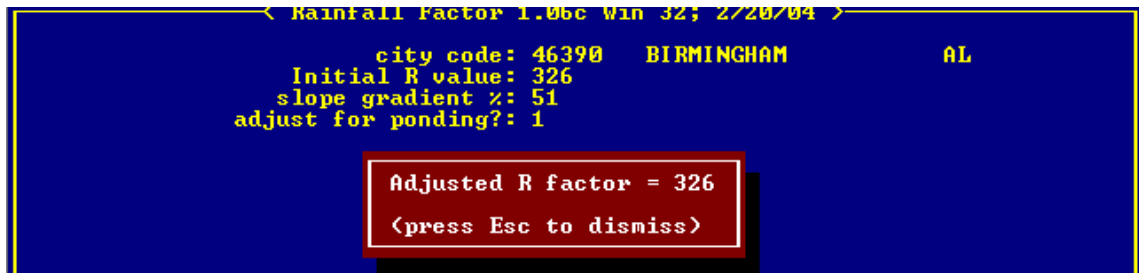 < Rainfall Factor 1.06c Win 32; 2/20/04 >
city code: 46390 BIRMINGHAM AL
Initial R value: 326
slope gradient %: 51
adjust for ponding?: 1
Adjusted R factor = 326
<press Esc to dismiss>